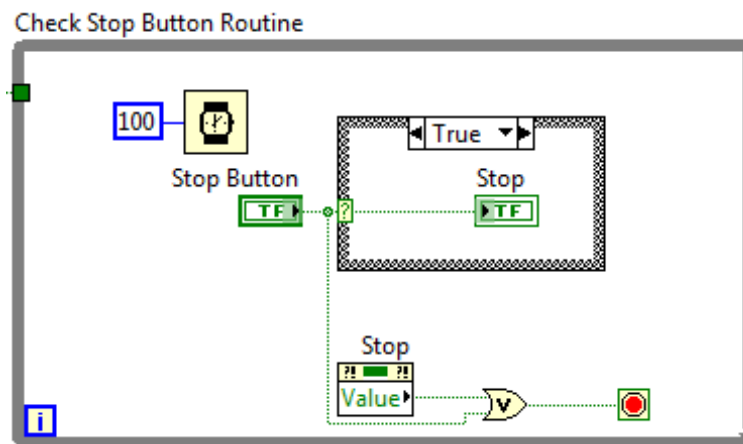 Check Stop Button Routine
100
True
Stop Button
Stop
TF
?
TF
Stop
?! ?!
Value
V
i